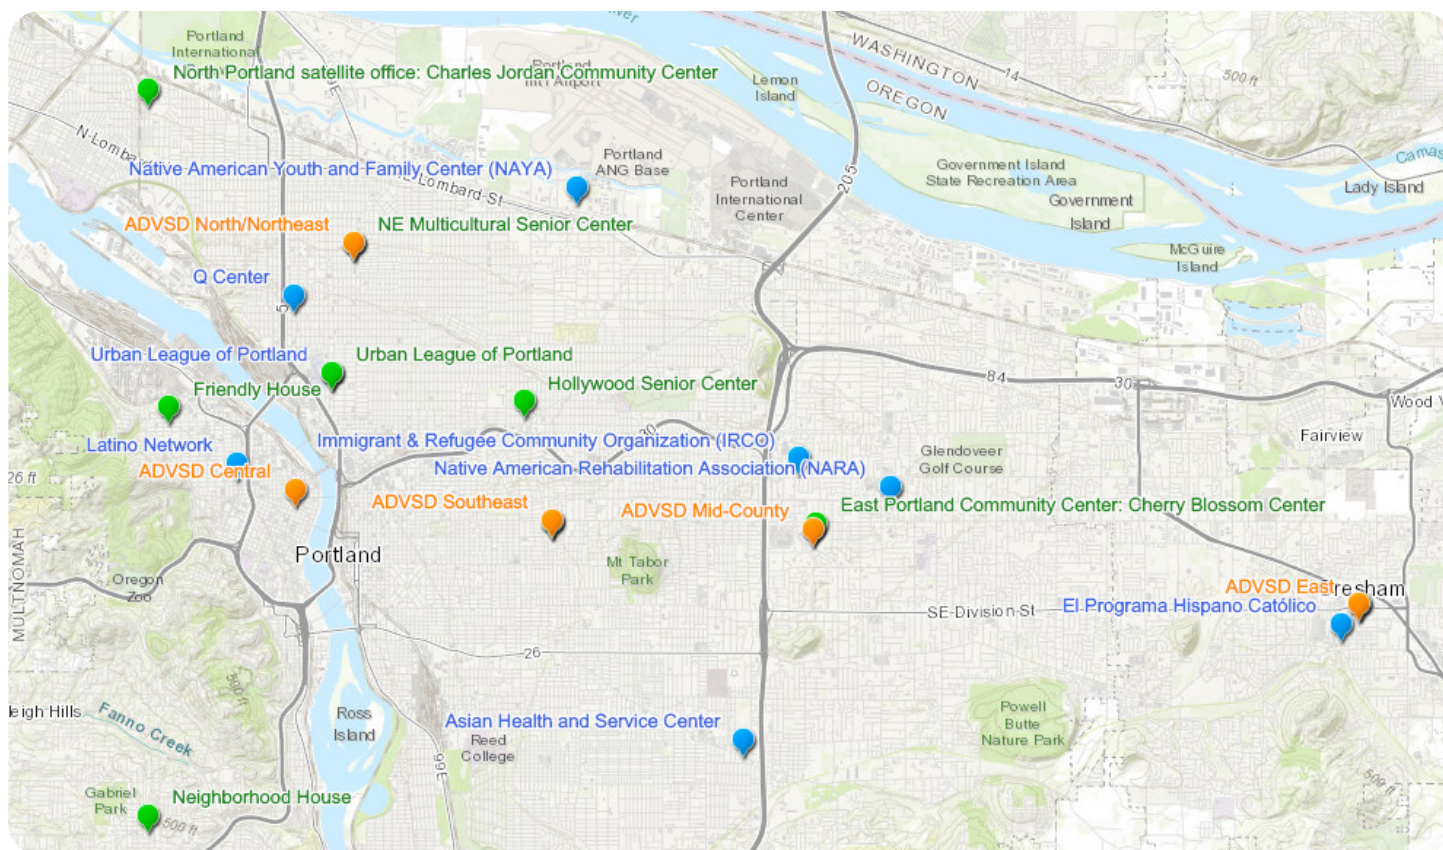 River
Portland
International
North Portland satellite office: Charles Jordan Community Center
Portland
Int'l Airport
Lemon
Island
WASHINGTON
OREGON
14
500 ft
N Lombard
Native American Youth and Family Center (NAYA)
Lombard St
Portland
ANG Base
Portland
International
Center
205
Government Island
State Recreation Area
Government
Island
Camas
Lady Island
McGuire
Island
ADVSD North/Northeast
NE Multicultural Senior Center
Q Center
5
Urban League of Portland
Urban League of Portland
Friendly House
Hollywood Senior Center
84
30
Wood V
Latino Network
Immigrant & Refugee Community Organization (IRCO)
30
Fairview
Glendoveer
Golf Course
ADVSD Central
Native American Rehabilitation Association (NARA)
26 ft
ADVSD Southeast
ADVSD Mid-County
East Portland Community Center: Cherry Blossom Center
Portland
MULTNOMAH
Oregon
Zoo
Mt Tabor
Park
ADVSD East
Gresham
El Programa Hispano Católico
SE Division St
26
500 ft
leigh Hills
Fanno Creek
Ross
Island
Asian Health and Service Center
Reed
College
99E
Powell
Butte
Nature Park
500 ft
Gabriel
Park
Neighborhood House
500 ft